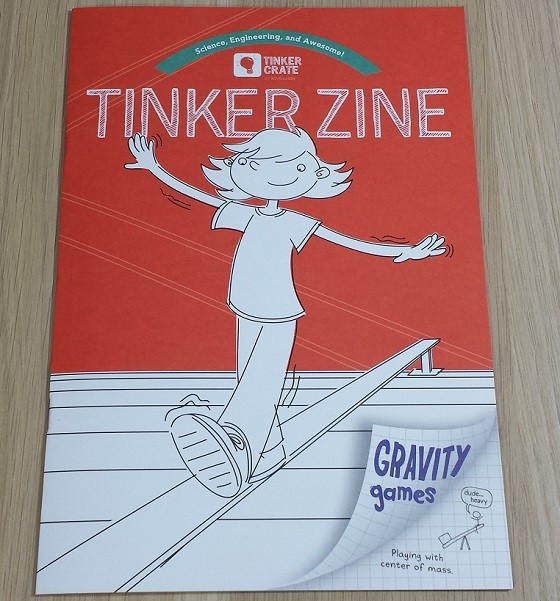 Science, Engineering, and Awesome!
TINKER
CRATE
TINKER ZINE
GRAVITY
games
dude...
heavy
Playing with
center of mass.